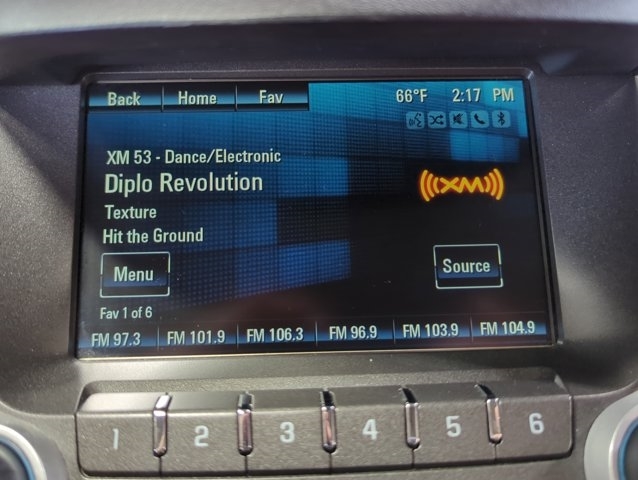 Back Home Fav 66°F 2:17 PM
XM 53 - Dance/Electronic
Diplo Revolution
XM
Texture
Hit the Ground
Menu Source
Fav 1 of 6
FM 97.3 FM 101.9 FM 106.3 FM 96.9 FM 103.9 FM 104.9
1 2 3 4 5 6